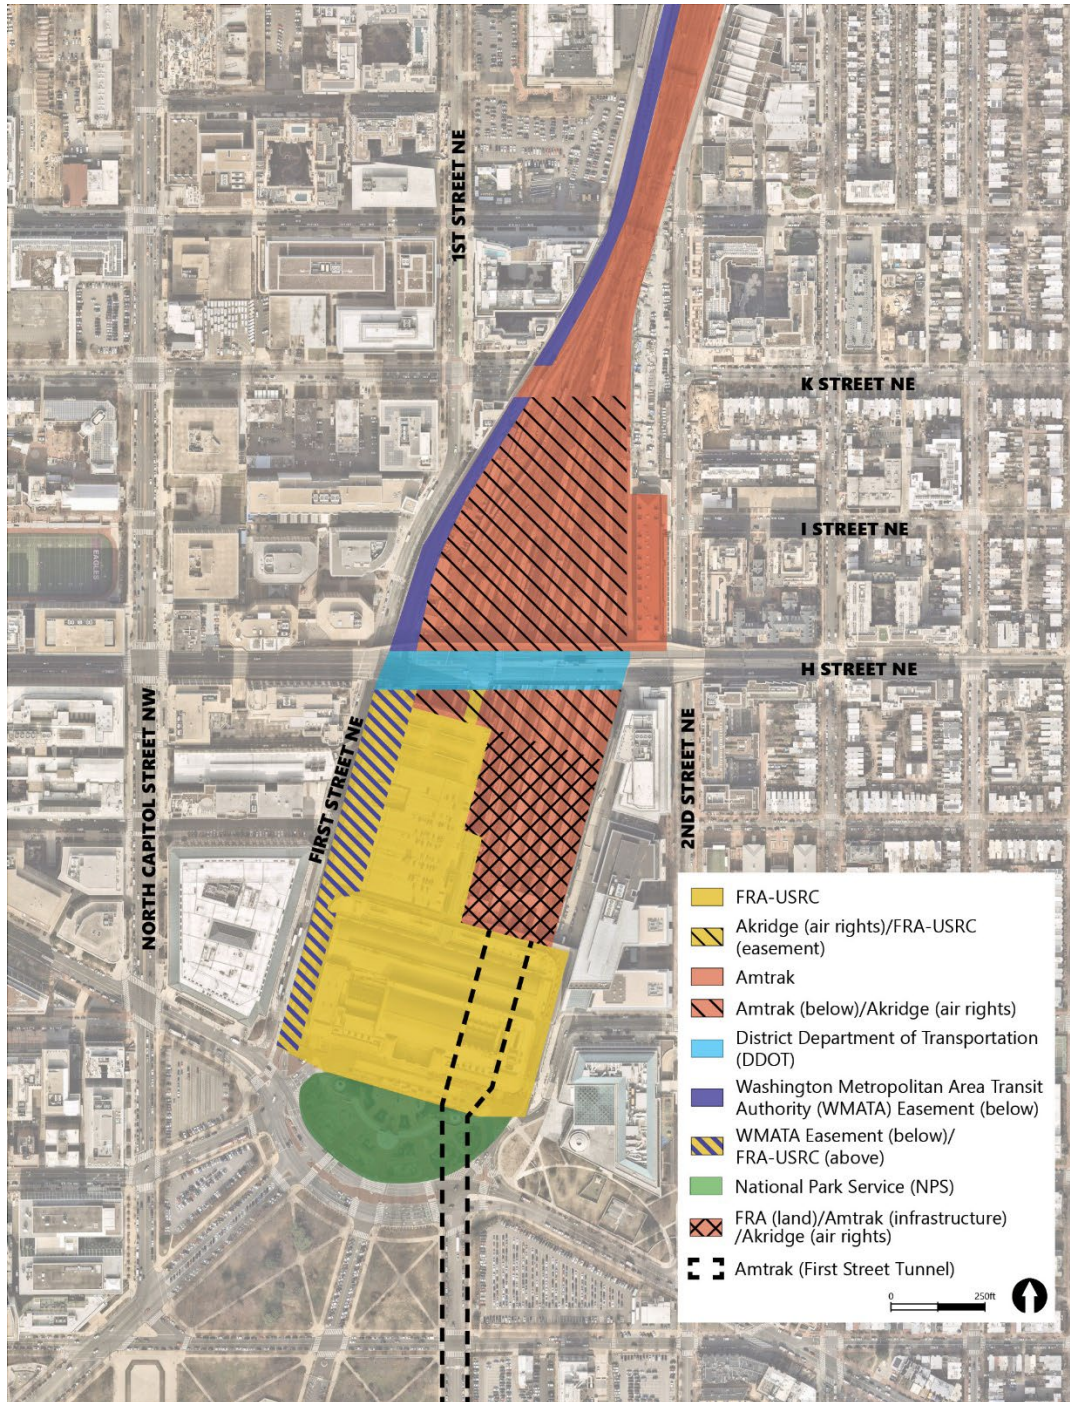 1ST STREET NE
K STREET NE
I STREET NE
H STREET NE
NORTH CAPITOL STREET NW
FIRST STREET NE
2ND STREET NE
EAGLES
FRA-USRC
Akridge (air rights)/FRA-USRC
(easement)
Amtrak
Amtrak (below)/Akridge (air rights)
District Department of Transportation
(DDOT)
Washington Metropolitan Area Transit
Authority (WMATA) Easement (below)
WMATA Easement (below)/
FRA-USRC (above)
National Park Service (NPS)
FRA (land)/Amtrak (infrastructure)
/Akridge (air rights)
Amtrak (First Street Tunnel)
0 250ft